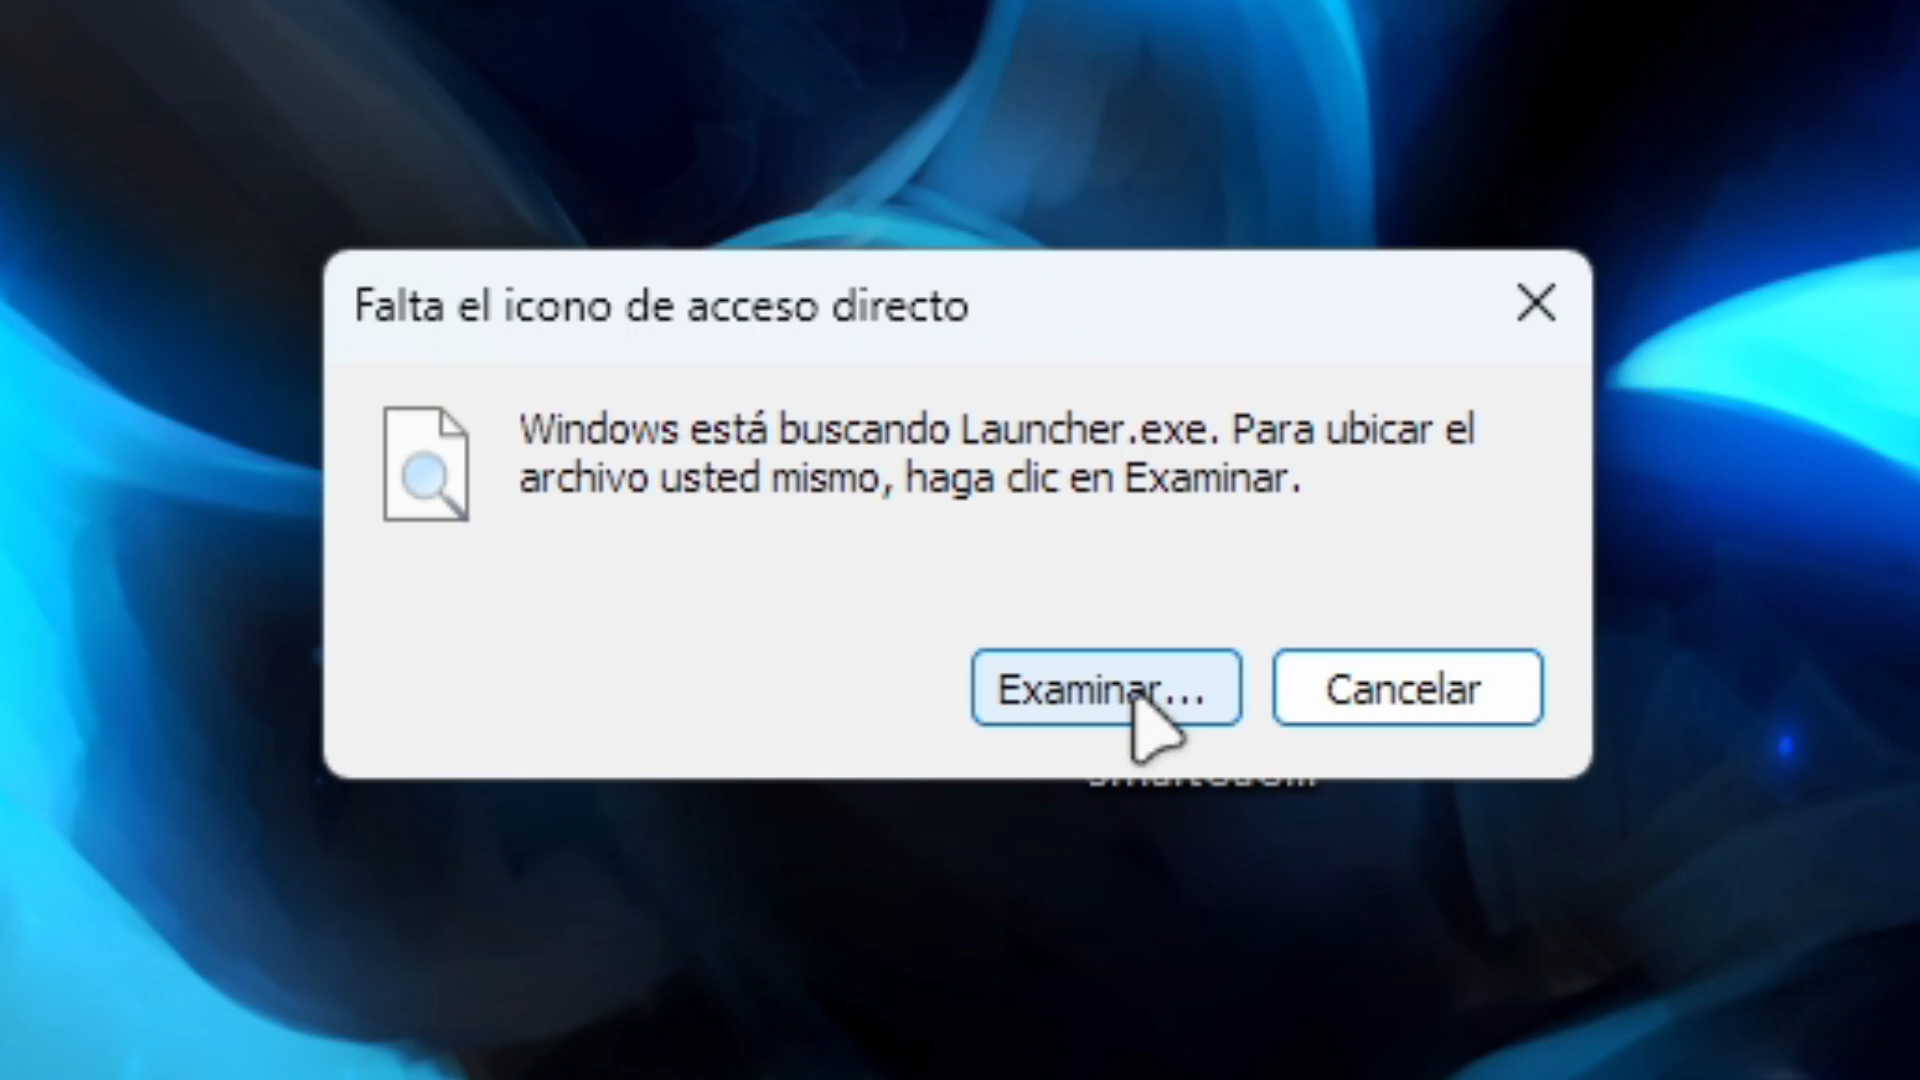 Falta el icono de acceso directo
Windows está buscando Launcher.exe. Para ubicar el
archivo usted mismo, haga clic en Examinar.
Examinar...
Cancelar